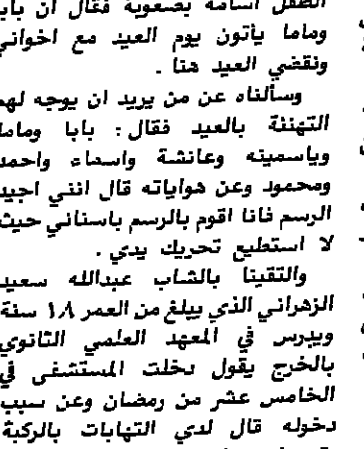 الطفل اسامه بصعوبة فقال ان بابا
وماما يأتون يوم العيد مع اخواني
ونقضي العيد هنا .
وسألناه عن من يريد ان يوجه لهم
التهنئة بالعيد فقال : بابا وماما
وياسمينه وعائشة واسماء واحمد
ومحمود وعن هواياته قال انني اجيد
الرسم فانا اقوم بالرسم باسناني حيث
لا استطيع تحريك يدي .
والتقينا بالشاب عبدالله سعيد
الزهراني الذي يبلغ من العمر ١٨ سنة
ويدرس في المعهد العلمي الثانوي
بالخرج يقول دخلت المستشفى في
الخامس عشر من رمضان وعن سبب
دخوله قال لدي التهابات بالركبة